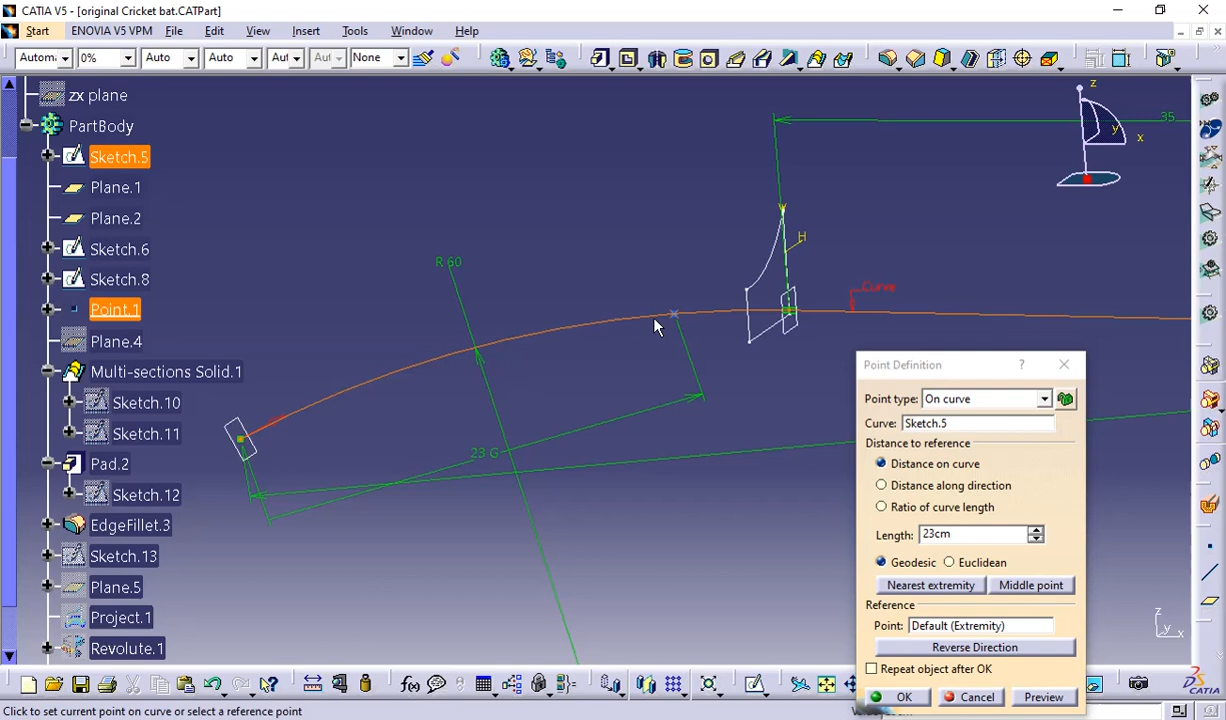 CATIA V5 - [original Cricket bat.CATPart]
Start ENOVIA V5 VPM File Edit View Insert Tools Window Help
Autom 0% Auto Auto Aut Aut None
zx plane
PartBody
Sketch.5
Plane.1
Plane.2
Sketch.6
Sketch.8
Point.1
Plane.4
Multi-sections Solid.1
Sketch.10
Sketch.11
Pad.2
Sketch.12
EdgeFillet.3
Sketch.13
Plane.5
Project.1
Revolute.1
z
35
y
x
V
H
R 60
Curve
23 G
Point Definition ?
Point type: On curve
Curve: Sketch.5
Distance to reference
Distance on curve
Distance along direction
Ratio of curve length
Length: 23cm
Geodesic Euclidean
Nearest extremity Middle point
Reference
Point: Default (Extremity)
Reverse Direction
Repeat object after OK
OK Cancel Preview
z
y x
f(x)
CATIA
Click to set current point on curve or select a reference point